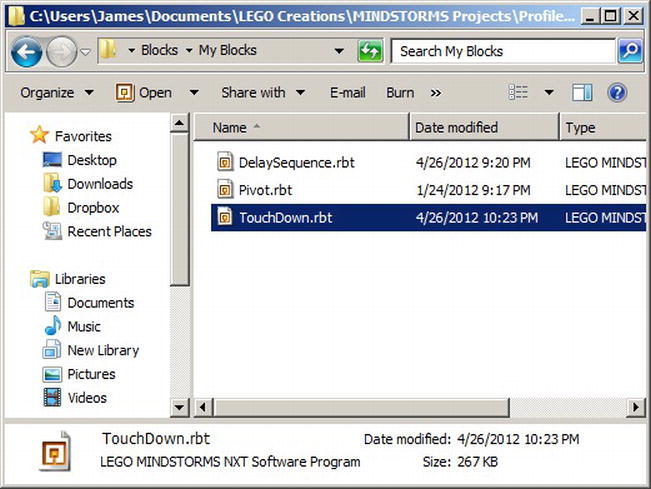 C:\Users\James\Documents\LEGO Creations\MINDSTORMS Projects\Profile...
Blocks My Blocks Search My Blocks
Organize Open Share with E-mail Burn »
Name Date modified Type
Favorites
Desktop
Downloads
Dropbox
Recent Places
Libraries
Documents
Music
New Library
Pictures
Videos
DelaySequence.rbt 4/26/2012 9:20 PM LEGO MINDST
Pivot.rbt 1/24/2012 9:17 PM LEGO MINDST
TouchDown.rbt 4/26/2012 10:23 PM LEGO MINDST
TouchDown.rbt Date modified: 4/26/2012 10:23 PM
LEGO MINDSTORMS NXT Software Program Size: 267 KB